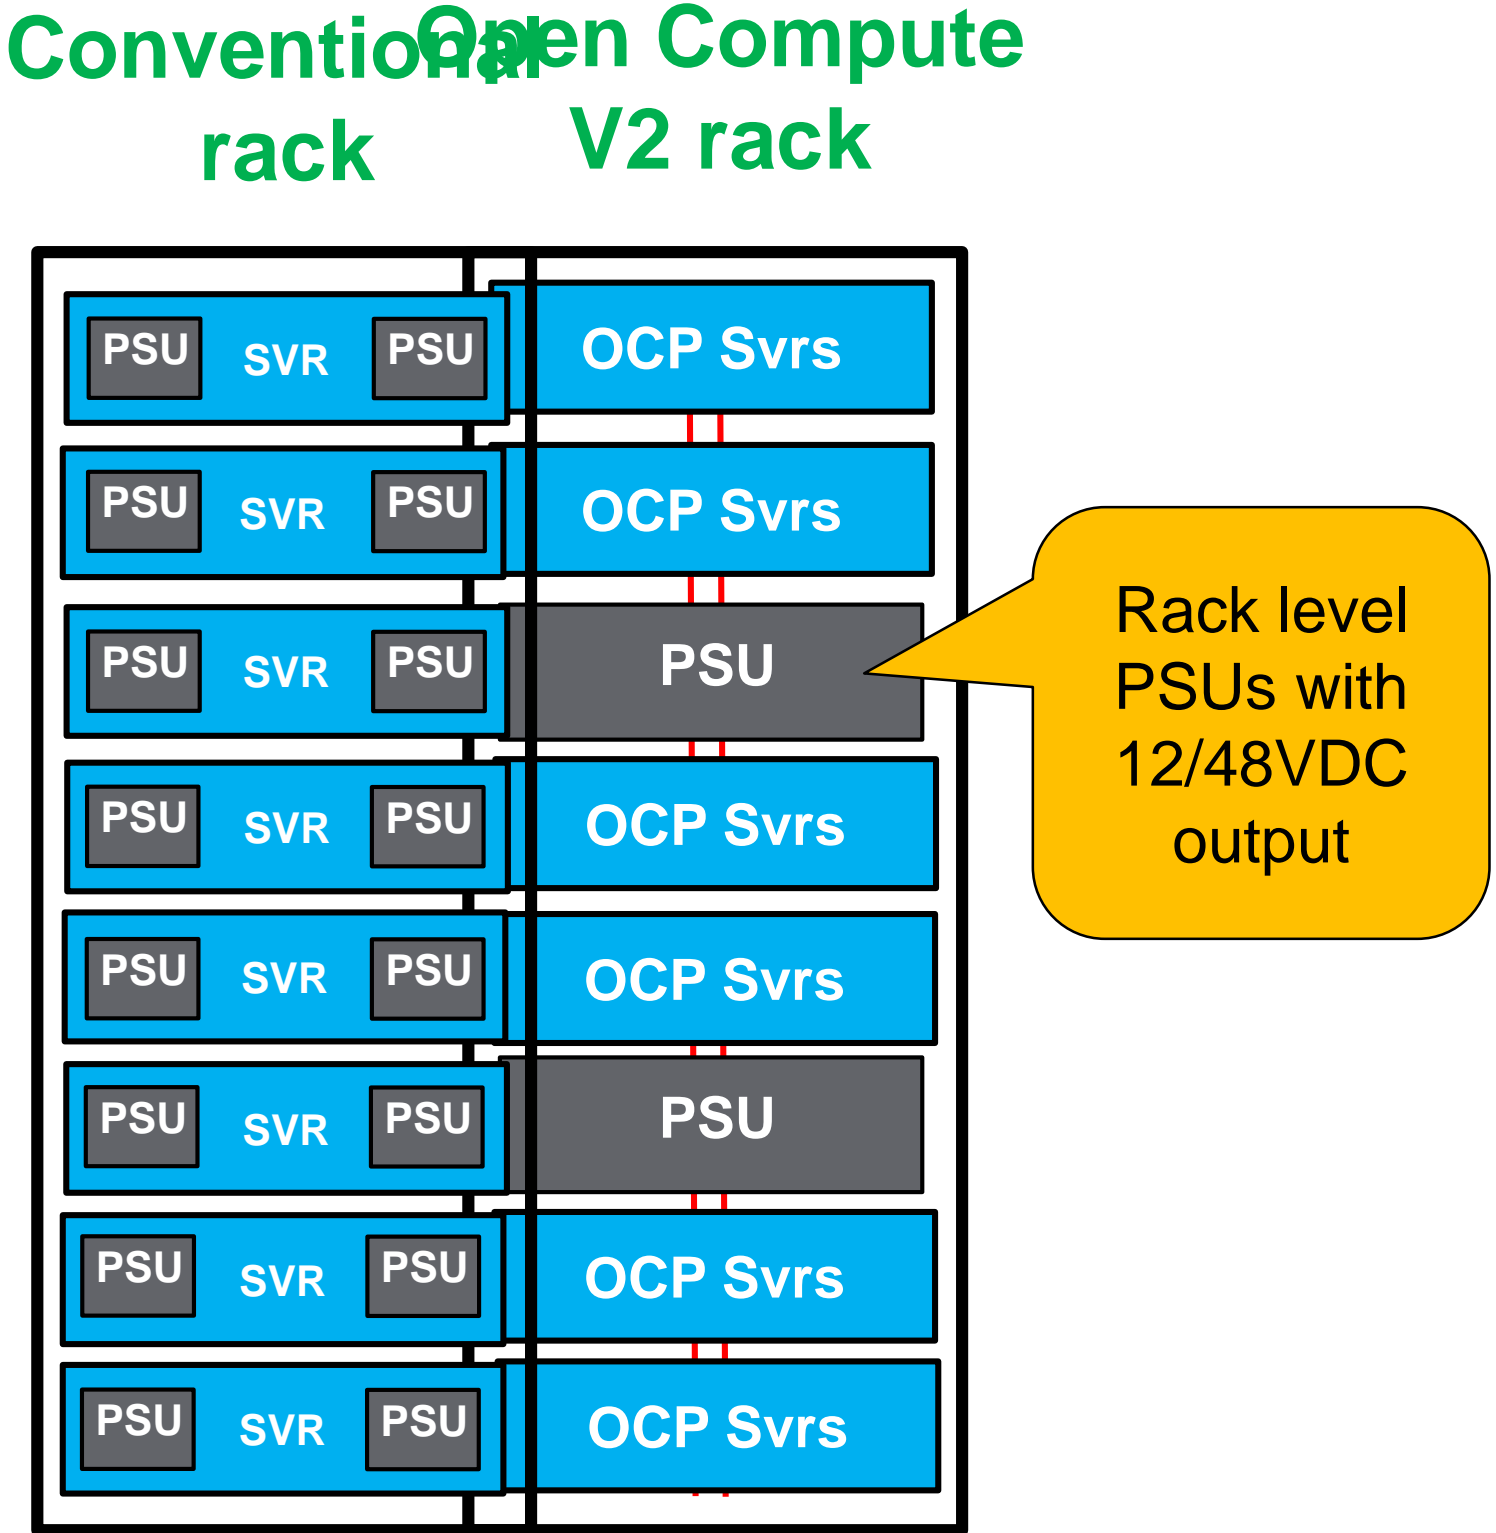 Conventional
rack
Open Compute
V2 rack
PSU SVR PSU
OCP Svrs
PSU SVR PSU
OCP Svrs
PSU SVR PSU
PSU
PSU SVR PSU
OCP Svrs
PSU SVR PSU
OCP Svrs
PSU SVR PSU
PSU
PSU SVR PSU
OCP Svrs
PSU SVR PSU
OCP Svrs
Rack level
PSUs with
12/48VDC
output